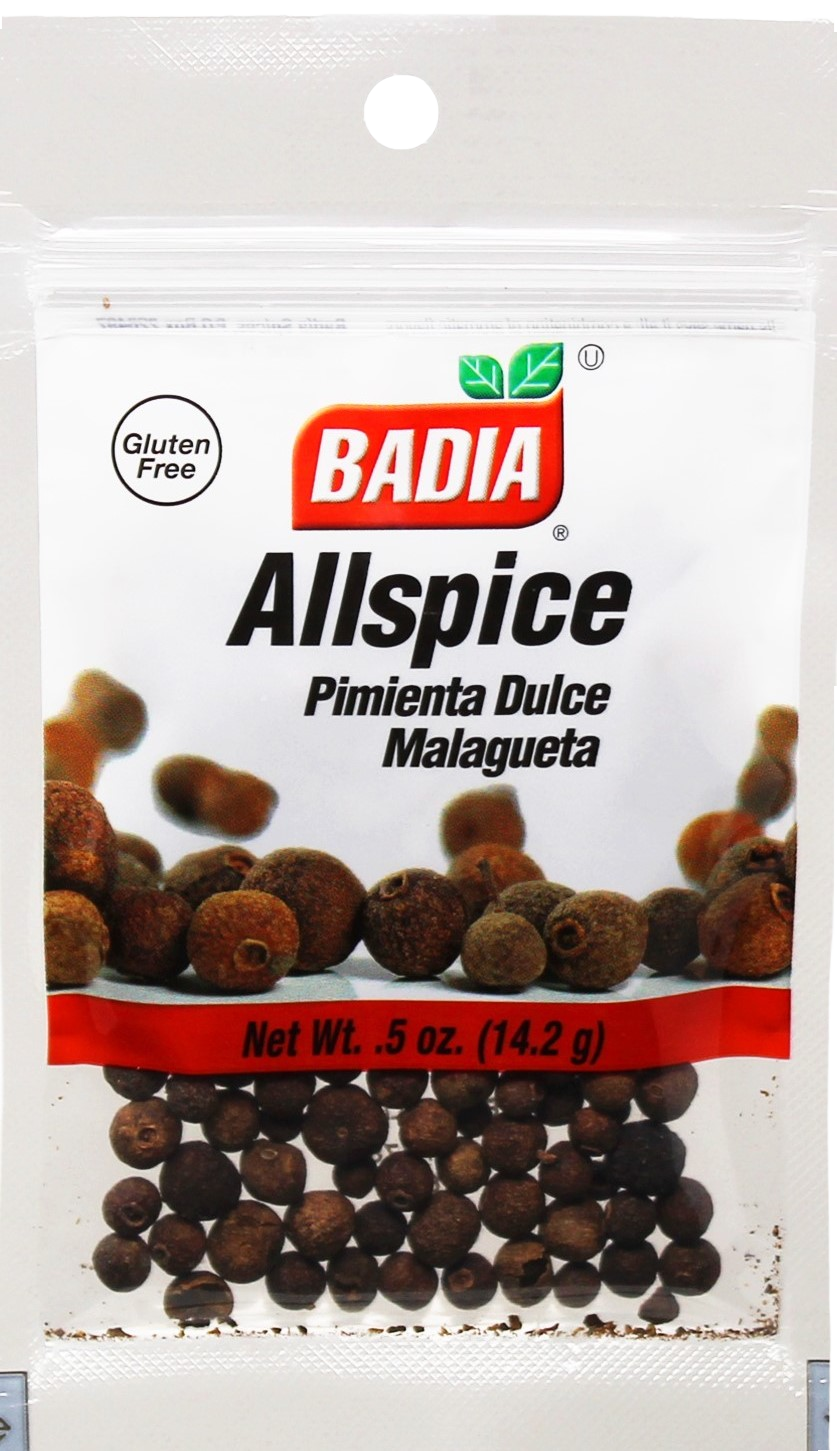 Ⓤ
Gluten
Free
BADIA
®
Allspice
Pimienta Dulce
Malagueta
Net Wt. .5 oz. (14.2 g)